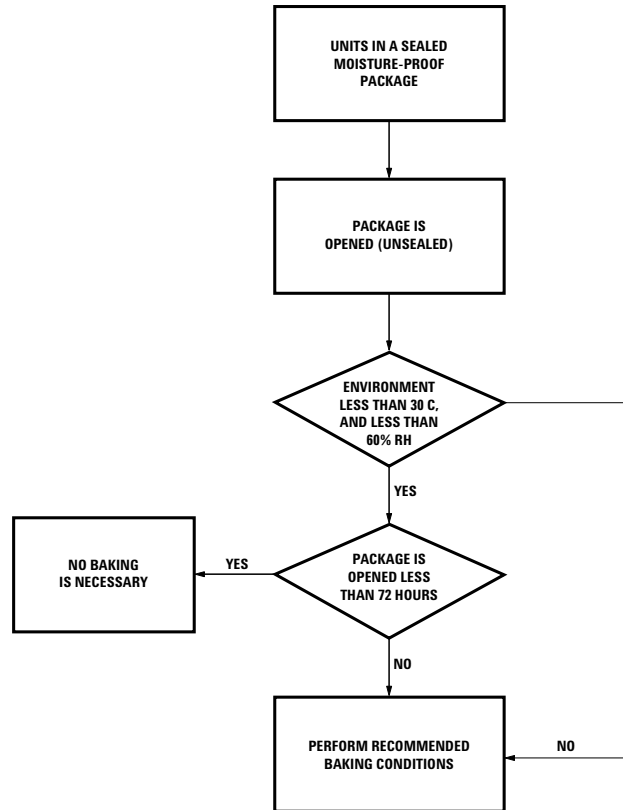 UNITS IN A SEALED
MOISTURE-PROOF
PACKAGE
PACKAGE IS
OPENED (UNSEALED)
ENVIRONMENT
LESS THAN 30 C,
AND LESS THAN
60% RH
YES
NO BAKING
IS NECESSARY
YES
PACKAGE IS
OPENED LESS
THAN 72 HOURS
NO
PERFORM RECOMMENDED
BAKING CONDITIONS
NO